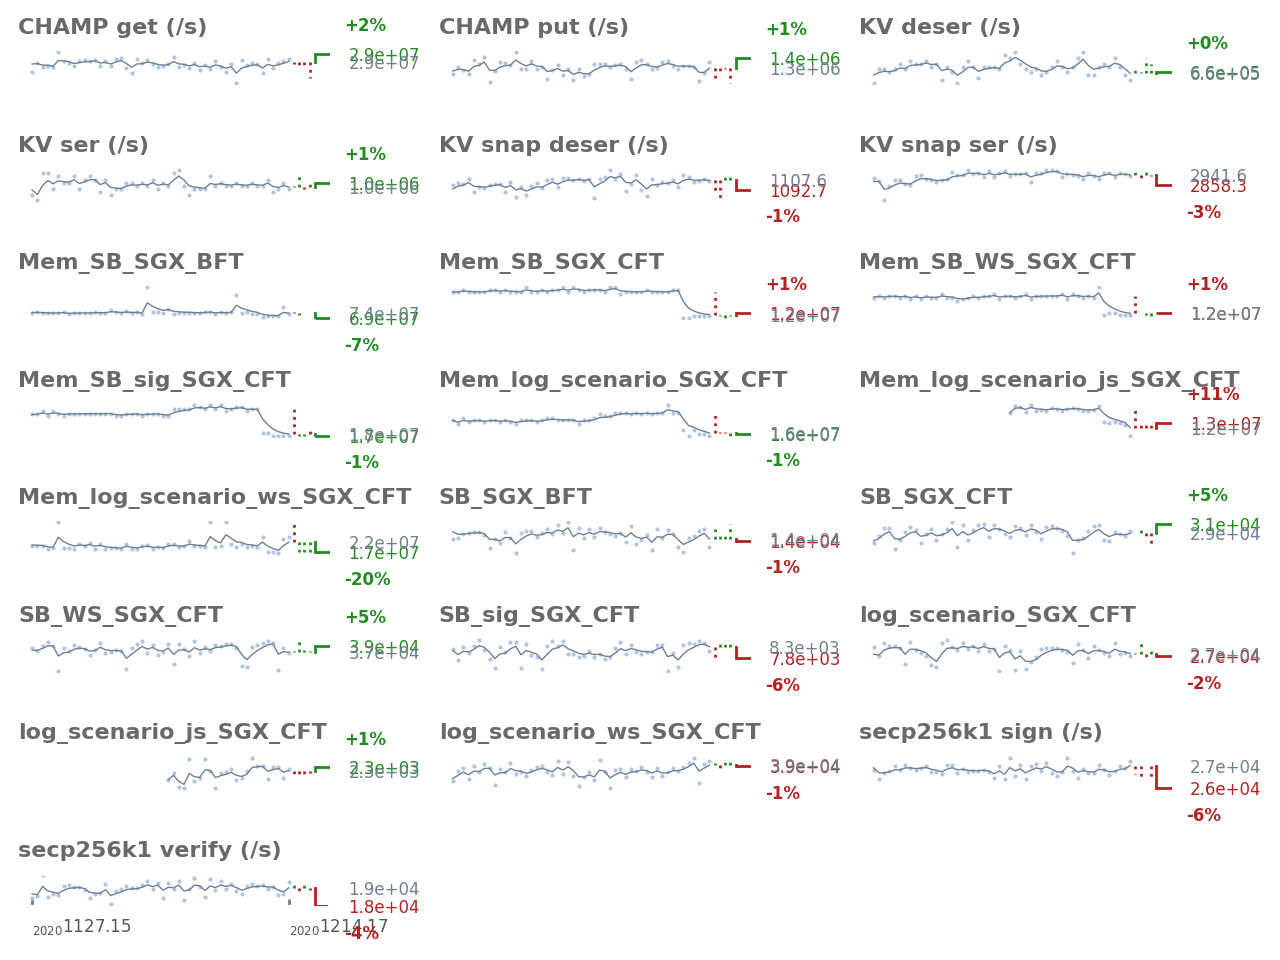 CHAMP get (/s)
+2%
2.9e+07
2.9e+07
CHAMP put (/s)
+1%
1.4e+06
1.3e+06
KV deser (/s)
+0%
6.6e+05
6.6e+05
KV ser (/s)
+1%
1.0e+06
1.0e+06
KV snap deser (/s)
1107.6
1092.7
-1%
KV snap ser (/s)
2941.6
2858.3
-3%
Mem_SB_SGX_BFT
7.4e+07
6.9e+07
-7%
Mem_SB_SGX_CFT
+1%
1.2e+07
1.2e+07
Mem_SB_WS_SGX_CFT
+1%
1.2e+07
Mem_SB_sig_SGX_CFT
1.8e+07
1.7e+07
-1%
Mem_log_scenario_SGX_CFT
1.6e+07
1.6e+07
-1%
Mem_log_scenario_js_SGX_CFT
+11%
1.3e+07
1.2e+07
Mem_log_scenario_ws_SGX_CFT
2.2e+07
1.7e+07
-20%
SB_SGX_BFT
1.4e+04
1.4e+04
-1%
SB_SGX_CFT
+5%
3.1e+04
2.9e+04
SB_WS_SGX_CFT
+5%
3.9e+04
3.7e+04
SB_sig_SGX_CFT
8.3e+03
7.8e+03
-6%
log_scenario_SGX_CFT
2.7e+04
2.7e+04
-2%
log_scenario_js_SGX_CFT
+1%
2.3e+03
2.3e+03
log_scenario_ws_SGX_CFT
3.9e+04
3.9e+04
-1%
secp256k1 sign (/s)
2.7e+04
2.6e+04
-6%
secp256k1 verify (/s)
1.9e+04
1.8e+04
-4%
2020 1127.15
2020 1214.17